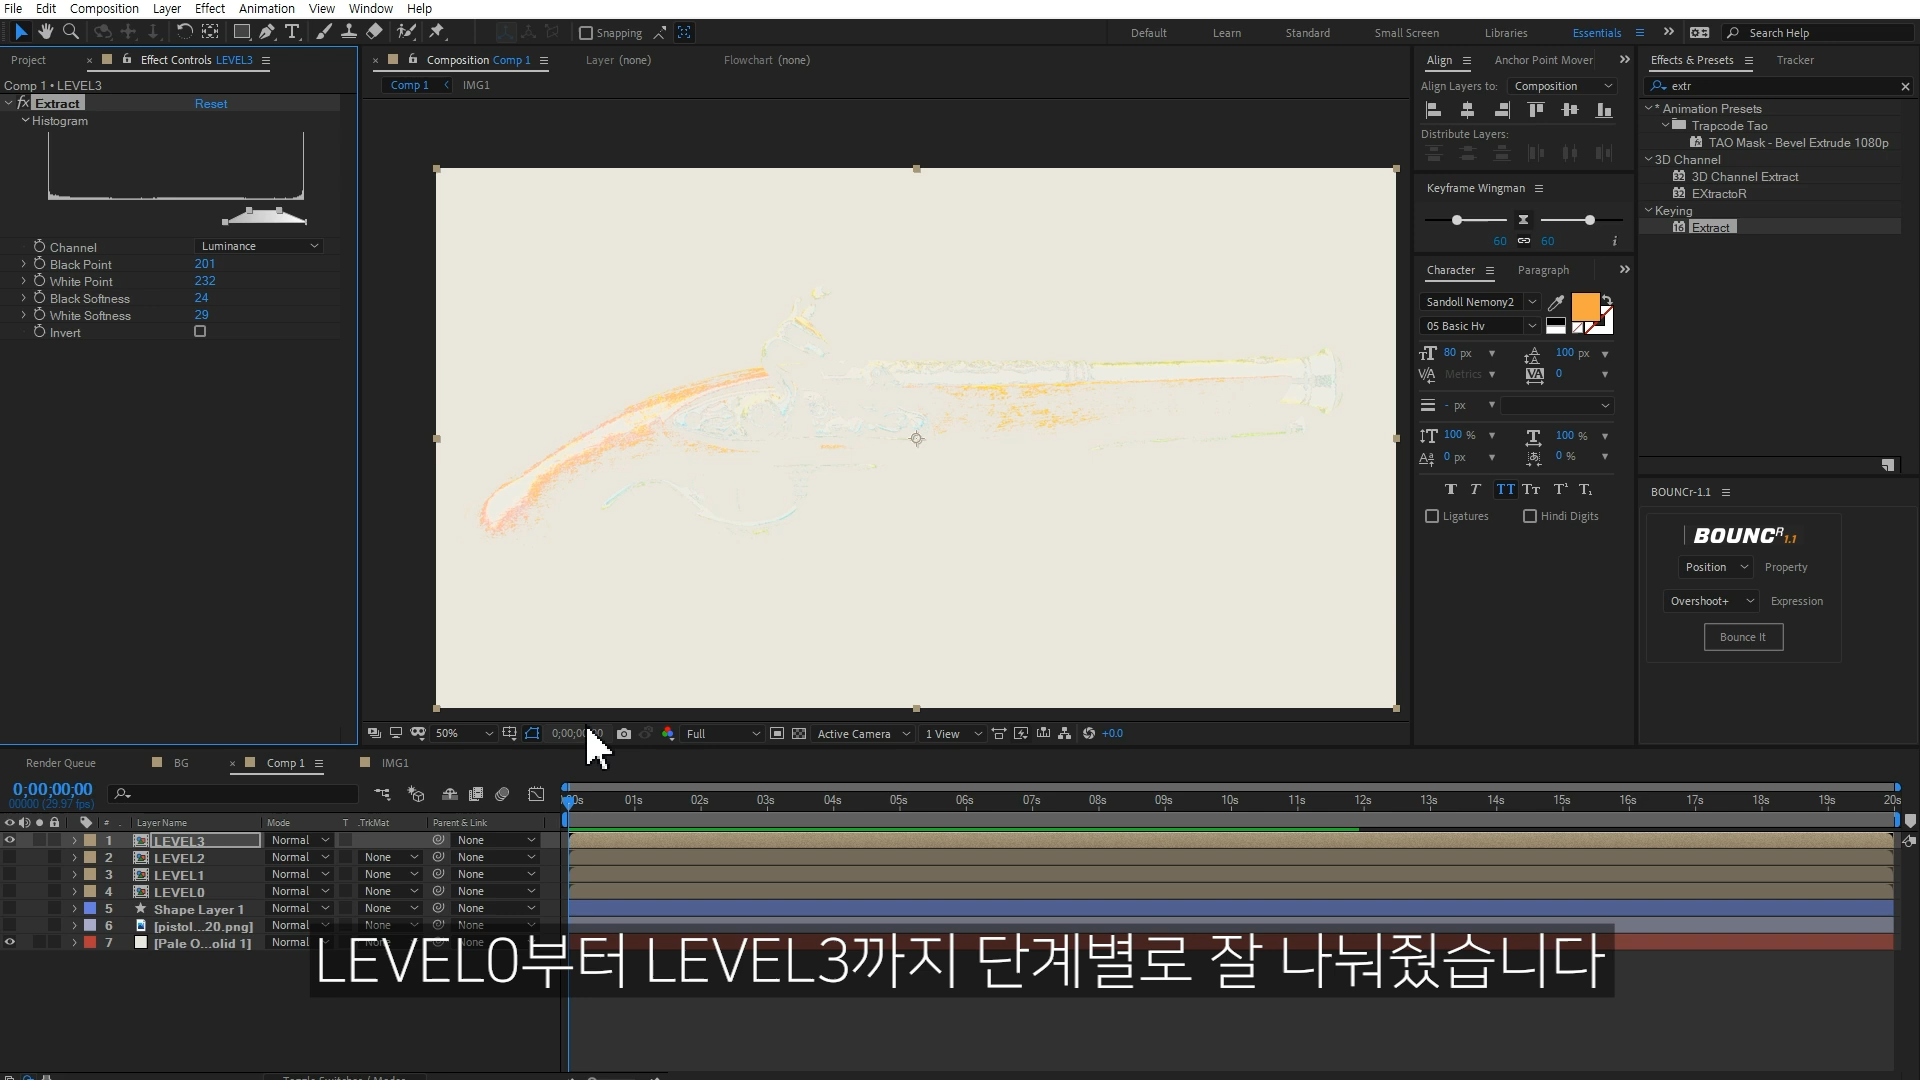 File Edit Composition Layer Effect Animation View Window Help
Snapping
Default Learn Standard Small Screen Libraries Essentials Search Help
Project Effect Controls LEVEL3
Composition Comp 1 Layer (none) Flowchart (none)
Comp 1 IMG1
Comp 1 • LEVEL3
fx Extract Reset
Histogram
Channel Luminance
Black Point 201
White Point 232
Black Softness 24
White Softness 29
Invert
50% Full Active Camera 1 View +0.0
Align Anchor Point Mover
Align Layers to: Composition
Distribute Layers:
Keyframe Wingman
60 60
Character Paragraph
Sandoll Nemony2
05 Basic Hv
80 px 100 px
Metrics 0
- px
100 % 100 %
0 px 0 %
Ligatures Hindi Digits
Effects & Presets Tracker
extr
* Animation Presets
Trapcode Tao
TAO Mask - Bevel Extrude 1080p
3D Channel
3D Channel Extract
EXtractoR
Keying
Extract
BOUNCr-1.1
BOUNCR 1.1
Position Property
Overshoot+ Expression
Bounce It
Render Queue BG Comp 1 IMG1
0;00;00;00
00000 (29.97 fps)
01s 02s 03s 04s 05s 06s 07s 08s 09s 10s 11s 12s 13s 14s 15s 16s 17s 18s 19s 20s
# Layer Name Mode T .TrkMat Parent & Link
1 LEVEL3 Normal None
2 LEVEL2 Normal None None
3 LEVEL1 Normal None None
4 LEVEL0 Normal None None
5 Shape Layer 1 Normal None None
6 [pistol...20.png] Normal None None
7 [Pale O...olid 1] Normal
LEVEL0부터 LEVEL3까지 단계별로 잘 나눠줬습니다